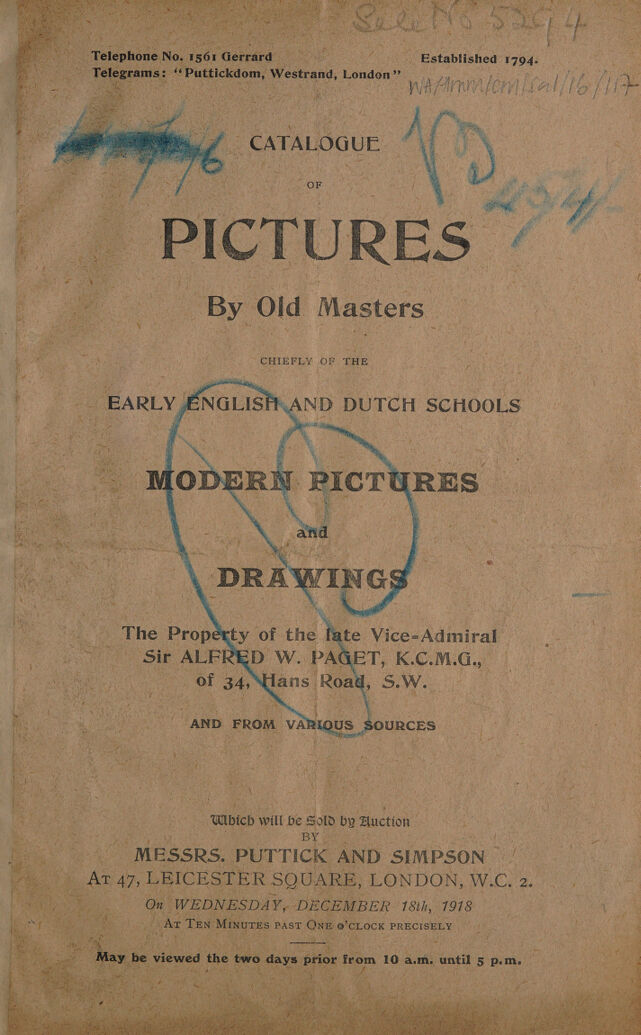 Sale No 5294
Telephone No. 1561 Gerrard
Established 1794.
Telegrams: "Puttickdom, Westrand, London"
CATALOGUE
OF
PICTURES
By Old Masters
CHIEFLY OF THE
EARLY ENGLISH AND DUTCH SCHOOLS
MODERN PICTURES
and
DRAWINGS
The Property of the late Vice-Admiral
Sir ALFRED W. PAGET, K.C.M.G.,
of 34, Hans Road, S.W.
AND FROM VARIOUS SOURCES
Which will be Sold by Auction
BY
MESSRS. PUTTICK AND SIMPSON
AT 47, LEICESTER SQUARE, LONDON, W.C. 2.
On WEDNESDAY, DECEMBER 18th, 1918
AT TEN MINUTES PAST ONE O'CLOCK PRECISELY
May be viewed the two days prior from 10 a.m. until 5 p.m.